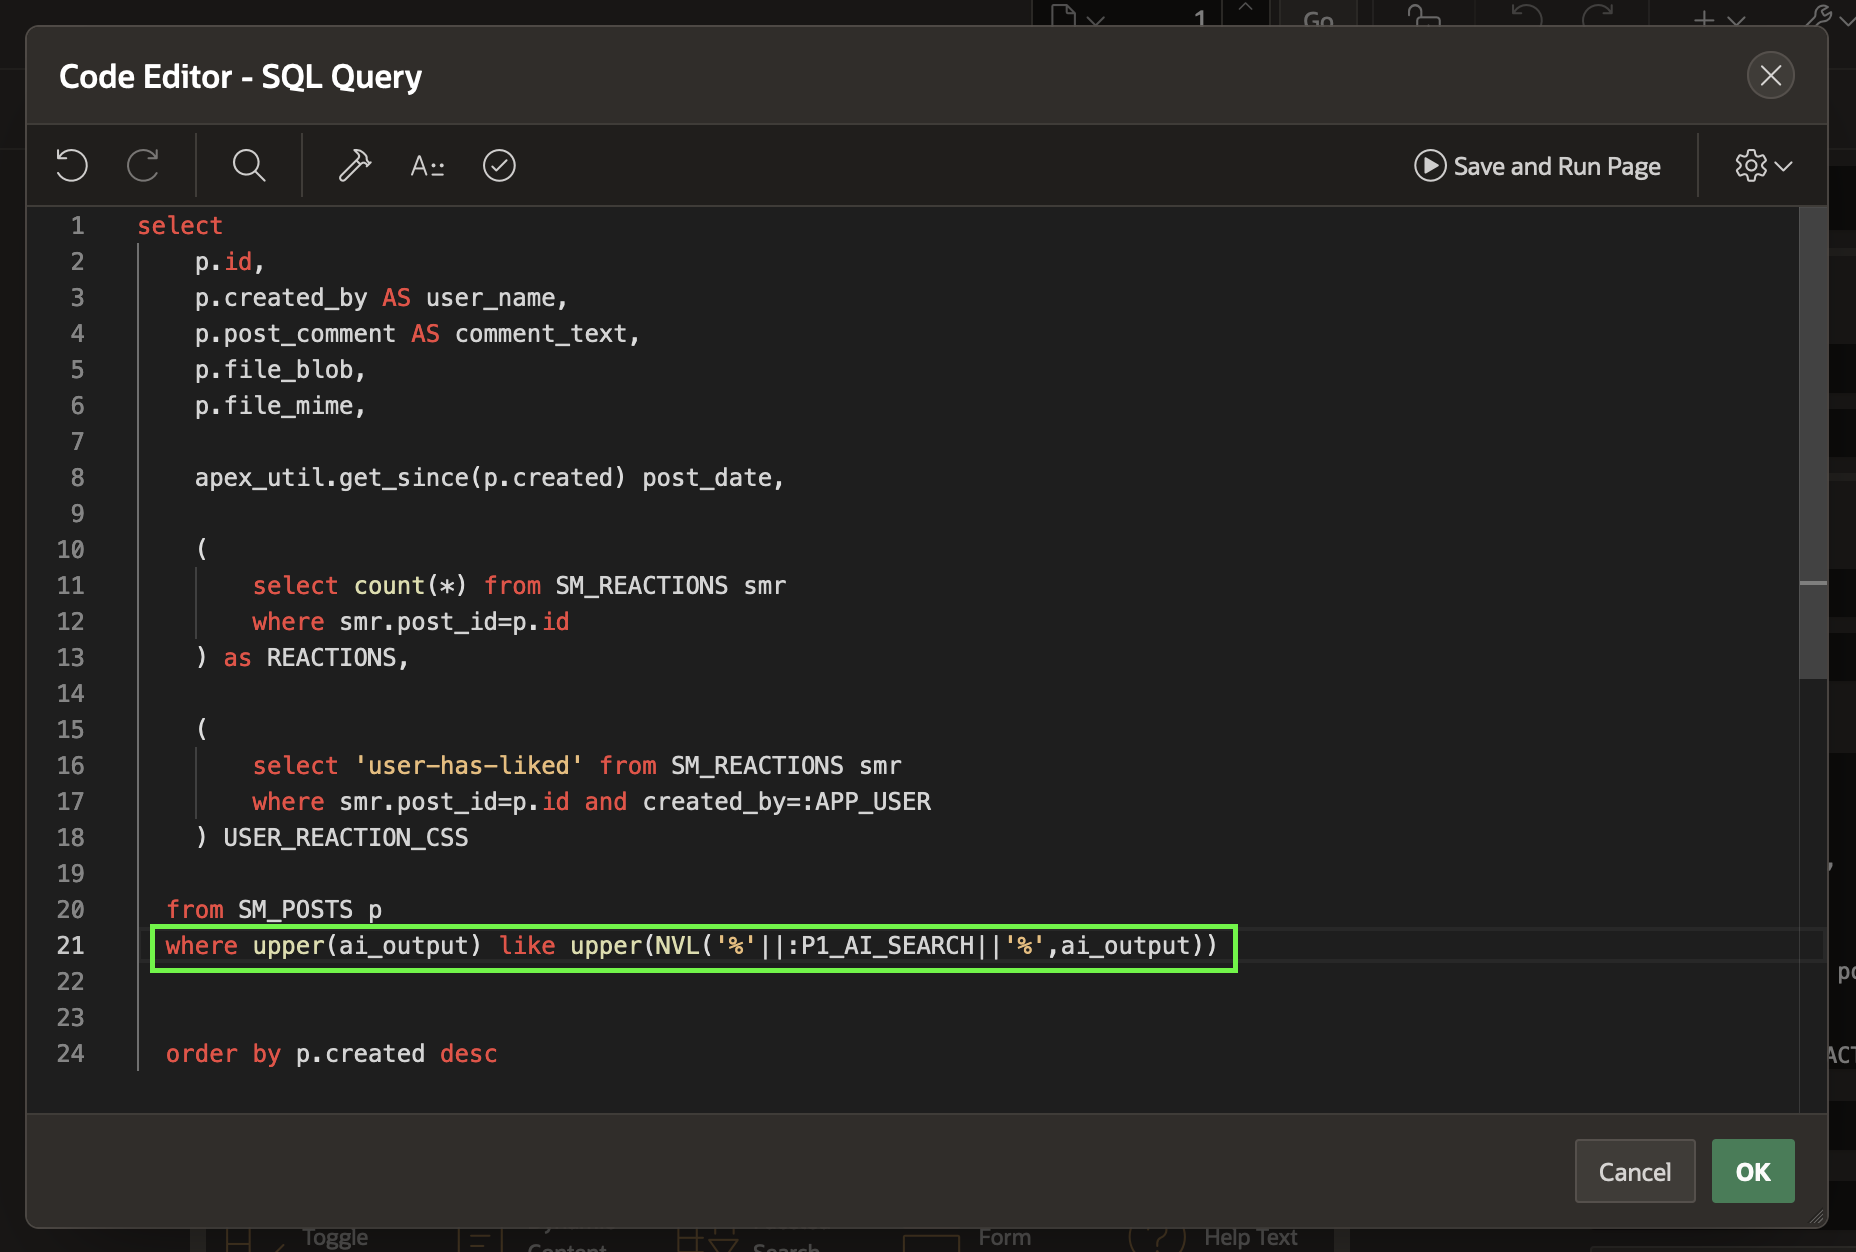 1
Go
Code Editor - SQL Query
A::
Save and Run Page
1 select
2 p.id,
3 p.created_by AS user_name,
4 p.post_comment AS comment_text,
5 p.file_blob,
6 p.file_mime,
7
8 apex_util.get_since(p.created) post_date,
9
10 (
11 select count(*) from SM_REACTIONS smr
12 where smr.post_id=p.id
13 ) as REACTIONS,
14
15 (
16 select 'user-has-liked' from SM_REACTIONS smr
17 where smr.post_id=p.id and created_by=:APP_USER
18 ) USER_REACTION_CSS
19
20 from SM_POSTS p
21 where upper(ai_output) like upper(NVL('%'||:P1_AI_SEARCH||'%',ai_output))
22
23
24 order by p.created desc
Cancel
OK
Toggle
Content
Search
Form
Help Text